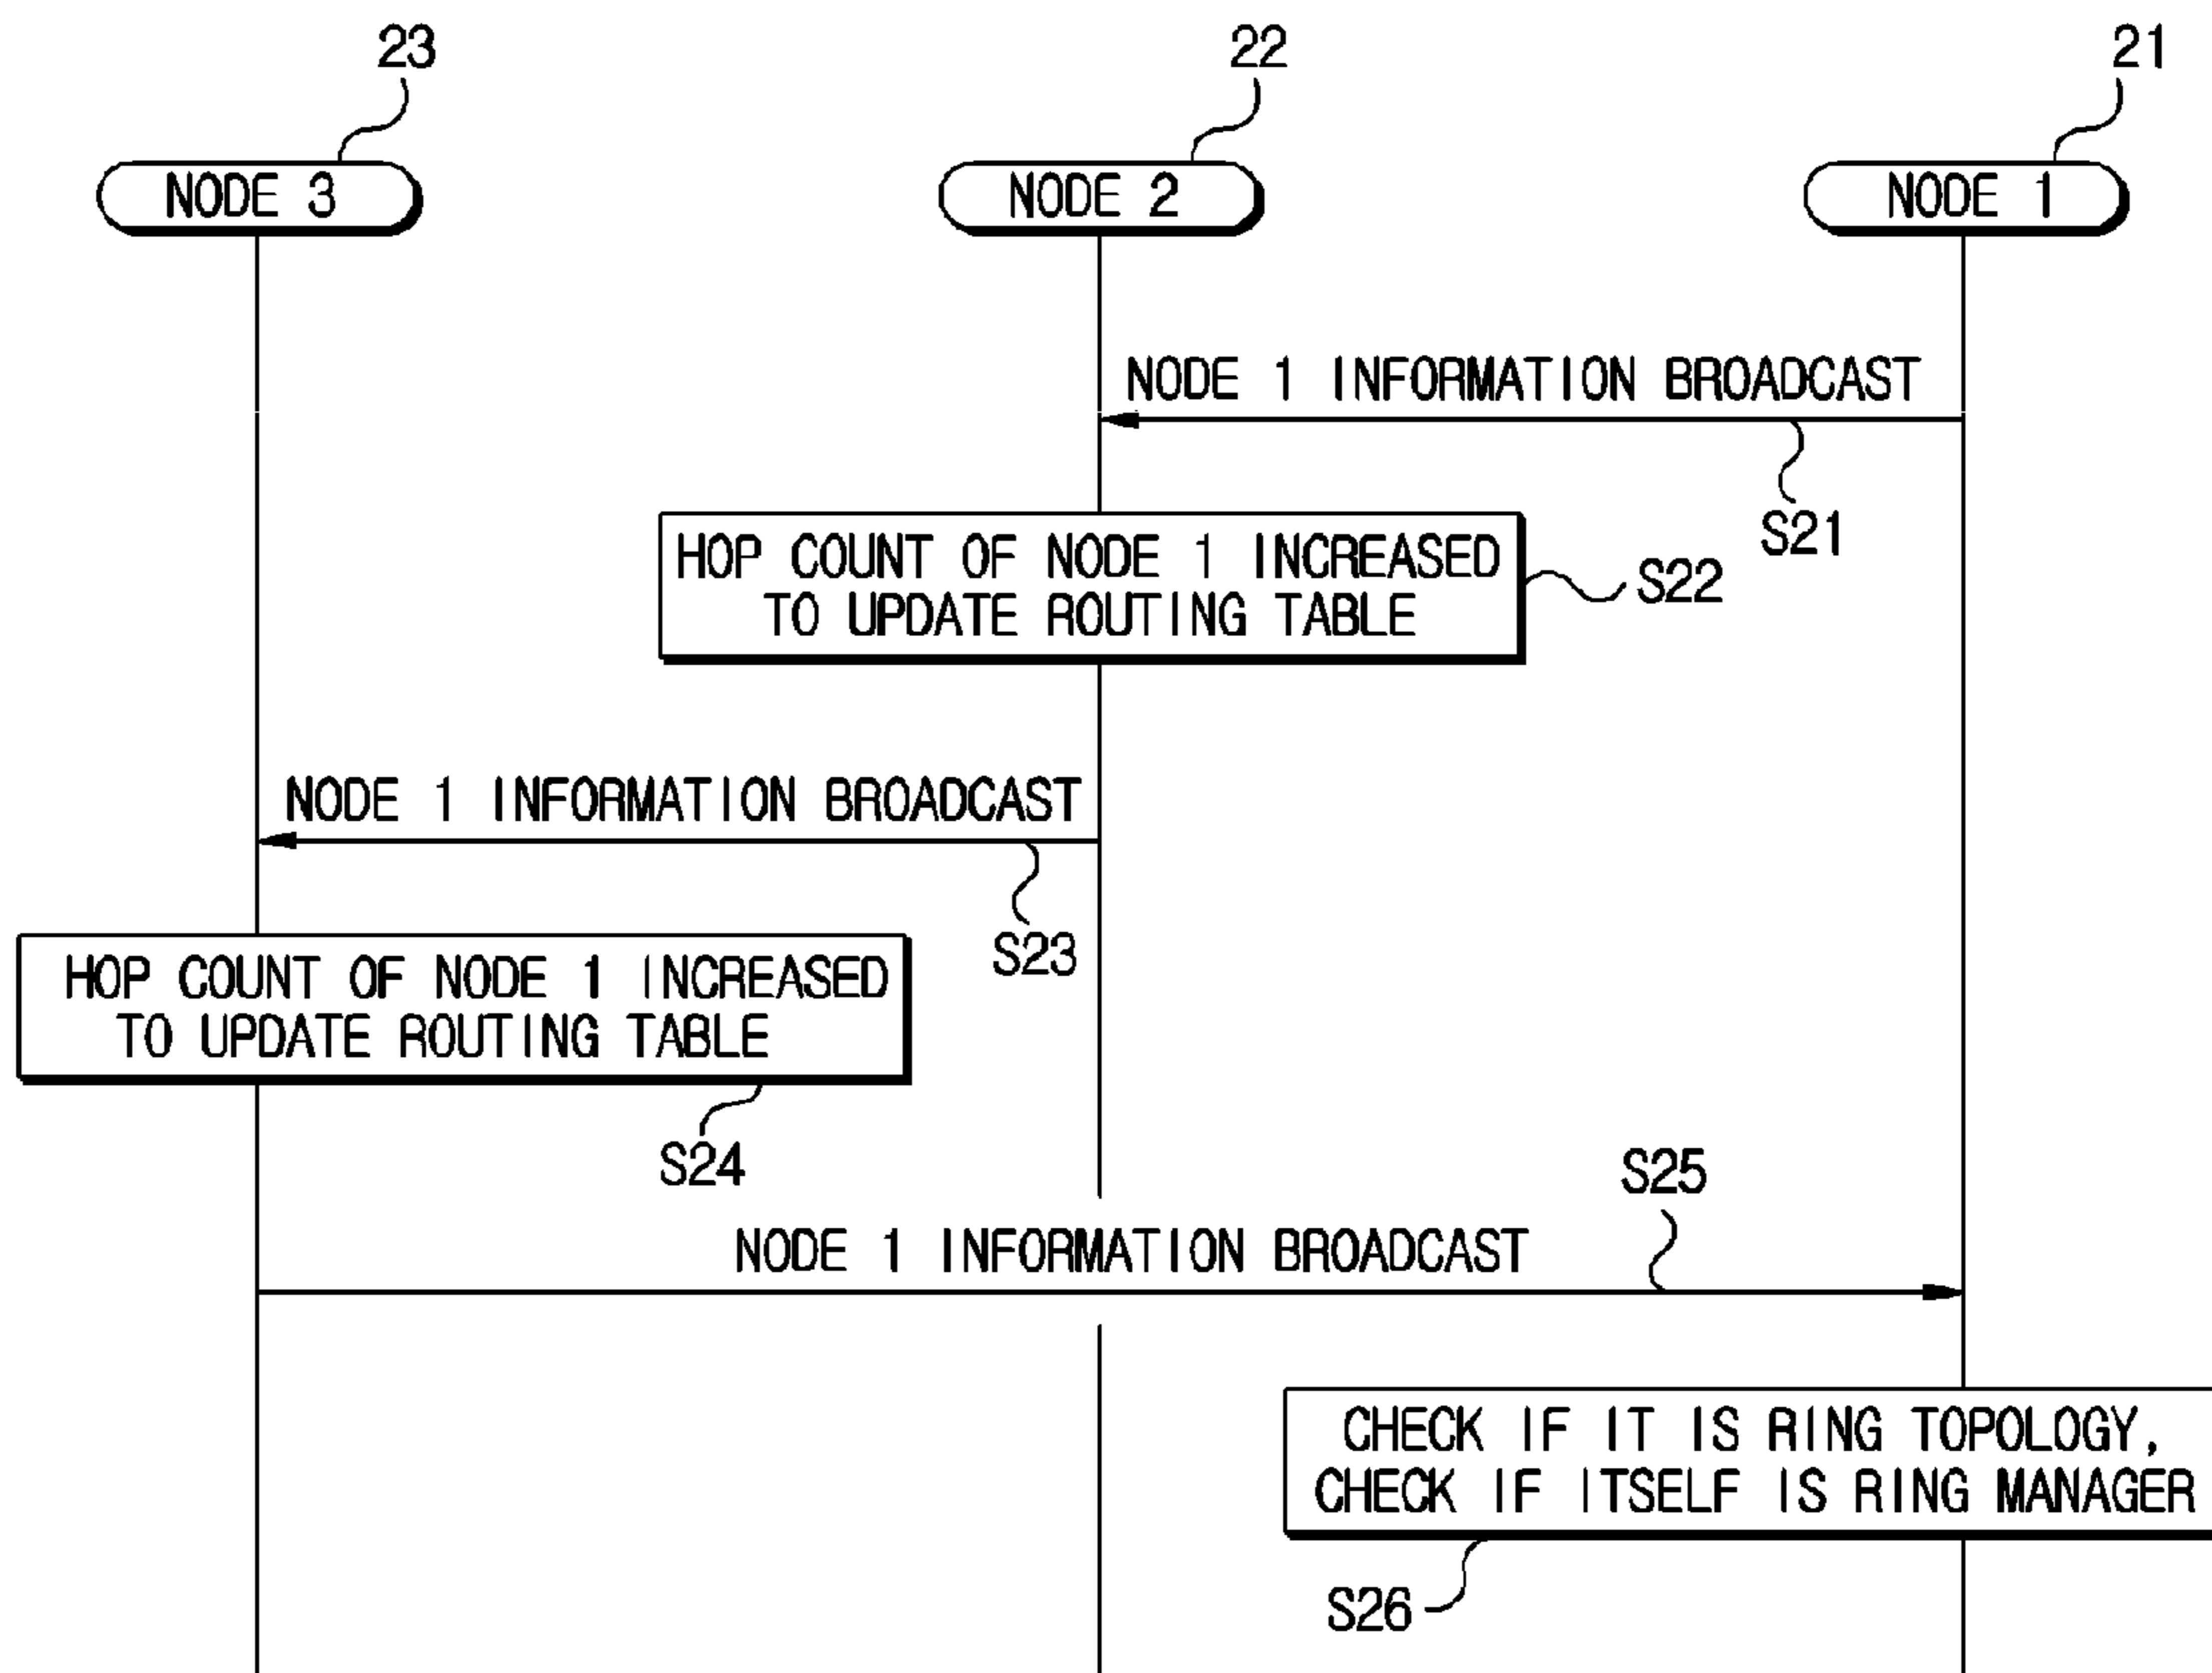 23
22
21
NODE 3
NODE 2
NODE 1
NODE 1 INFORMATION BROADCAST
S21
HOP COUNT OF NODE 1 INCREASED
TO UPDATE ROUTING TABLE
S22
NODE 1 INFORMATION BROADCAST
S23
HOP COUNT OF NODE 1 INCREASED
TO UPDATE ROUTING TABLE
S24
S25
NODE 1 INFORMATION BROADCAST
CHECK IF IT IS RING TOPOLOGY,
CHECK IF ITSELF IS RING MANAGER
S26